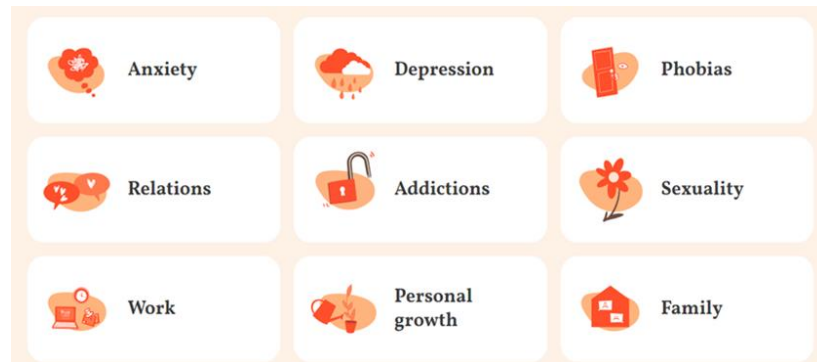 Anxiety
Depression
Phobias
Relations
Addictions
Sexuality
Work
Personal
growth
Family